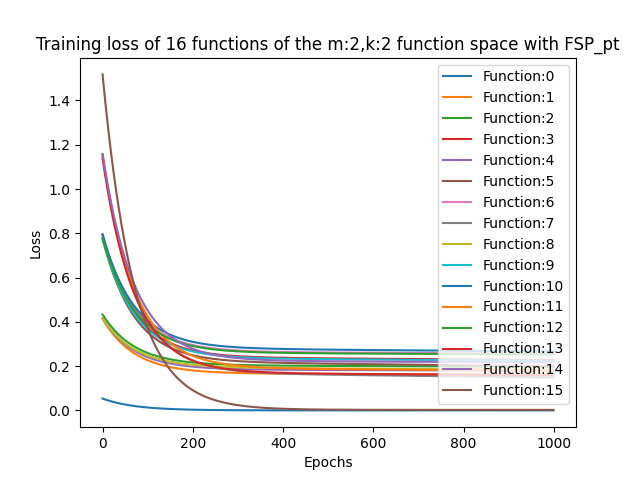 Training loss of 16 functions of the m:2,k:2 function space with FSP_pt
Loss
1.4
1.2
1.0
0.8
0.6
0.4
0.2
0.0
0
200
400
600
800
1000
Epochs
Function:0
Function:1
Function:2
Function:3
Function:4
Function:5
Function:6
Function:7
Function:8
Function:9
Function:10
Function:11
Function:12
Function:13
Function:14
Function:15